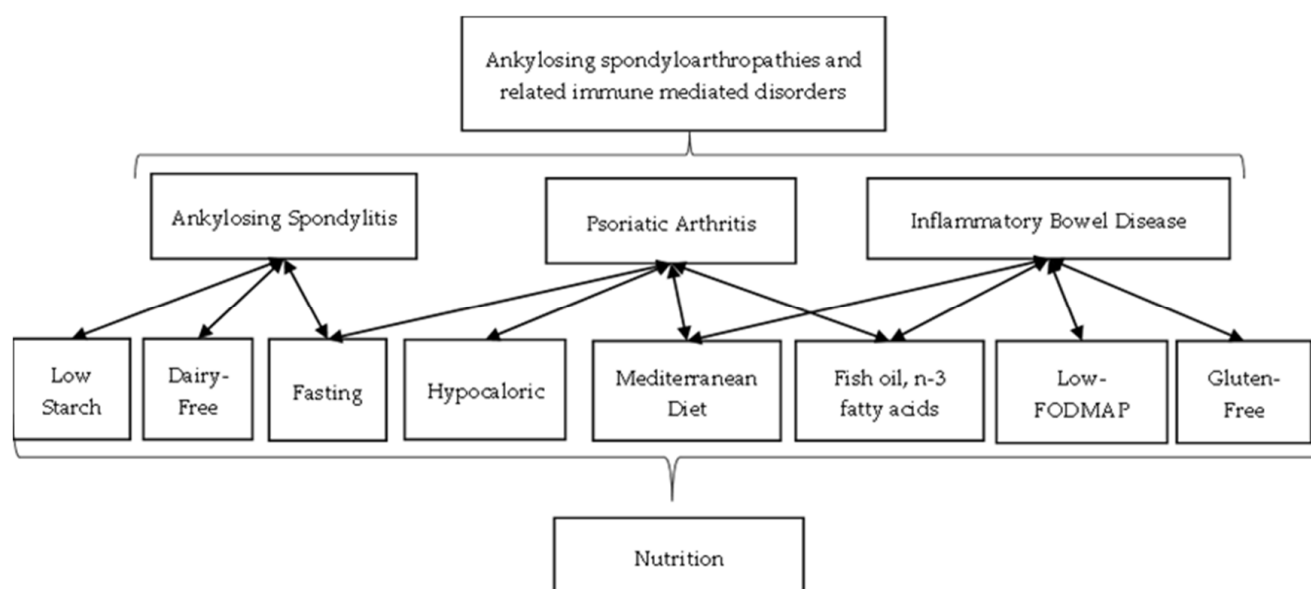 Ankylosing spondyloarthropathies and
related immune mediated disorders
Ankylosing Spondylitis
Psoriatic Arthritis
Inflammatory Bowel Disease
Low
Starch
Dairy-
Free
Fasting
Hypocaloric
Mediterranean
Diet
Fish oil, n-3
fatty acids
Low-
FODMAP
Gluten-
Free
Nutrition